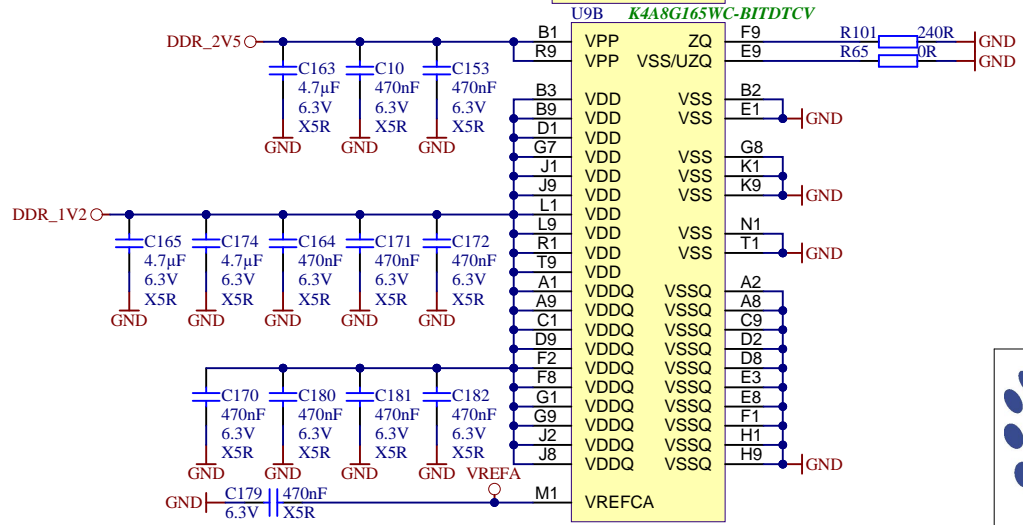 U9B K4A8G165WC-BITDTCV
DDR_2V5 B1 VPP ZQ F9 R101 240R GND
R9 VPP VSS/UZQ E9 R65 0R GND
C163 C10 C153
4.7µF 470nF 470nF
6.3V 6.3V 6.3V
X5R X5R X5R
GND GND GND
B3 VDD VSS B2
B9 VDD VSS E1 GND
D1 VDD
G7 VDD VSS G8
J1 VDD VSS K1
J9 VDD VSS K9 GND
DDR_1V2 L1 VDD
L9 VDD VSS N1
R1 VDD VSS T1 GND
T9 VDD
C165 C174 C164 C171 C172
4.7µF 4.7µF 470nF 470nF 470nF
6.3V 6.3V 6.3V 6.3V 6.3V
X5R X5R X5R X5R X5R
GND GND GND GND GND
A1 VDDQ VSSQ A2
A9 VDDQ VSSQ A8
C1 VDDQ VSSQ C9
D9 VDDQ VSSQ D2
F2 VDDQ VSSQ D8
F8 VDDQ VSSQ E3
G1 VDDQ VSSQ E8
G9 VDDQ VSSQ F1
J2 VDDQ VSSQ H1
J8 VDDQ VSSQ H9 GND
C170 C180 C181 C182
470nF 470nF 470nF 470nF
6.3V 6.3V 6.3V 6.3V
X5R X5R X5R X5R
GND GND GND GND VREFA
GND C179 470nF M1 VREFCA
6.3V X5R